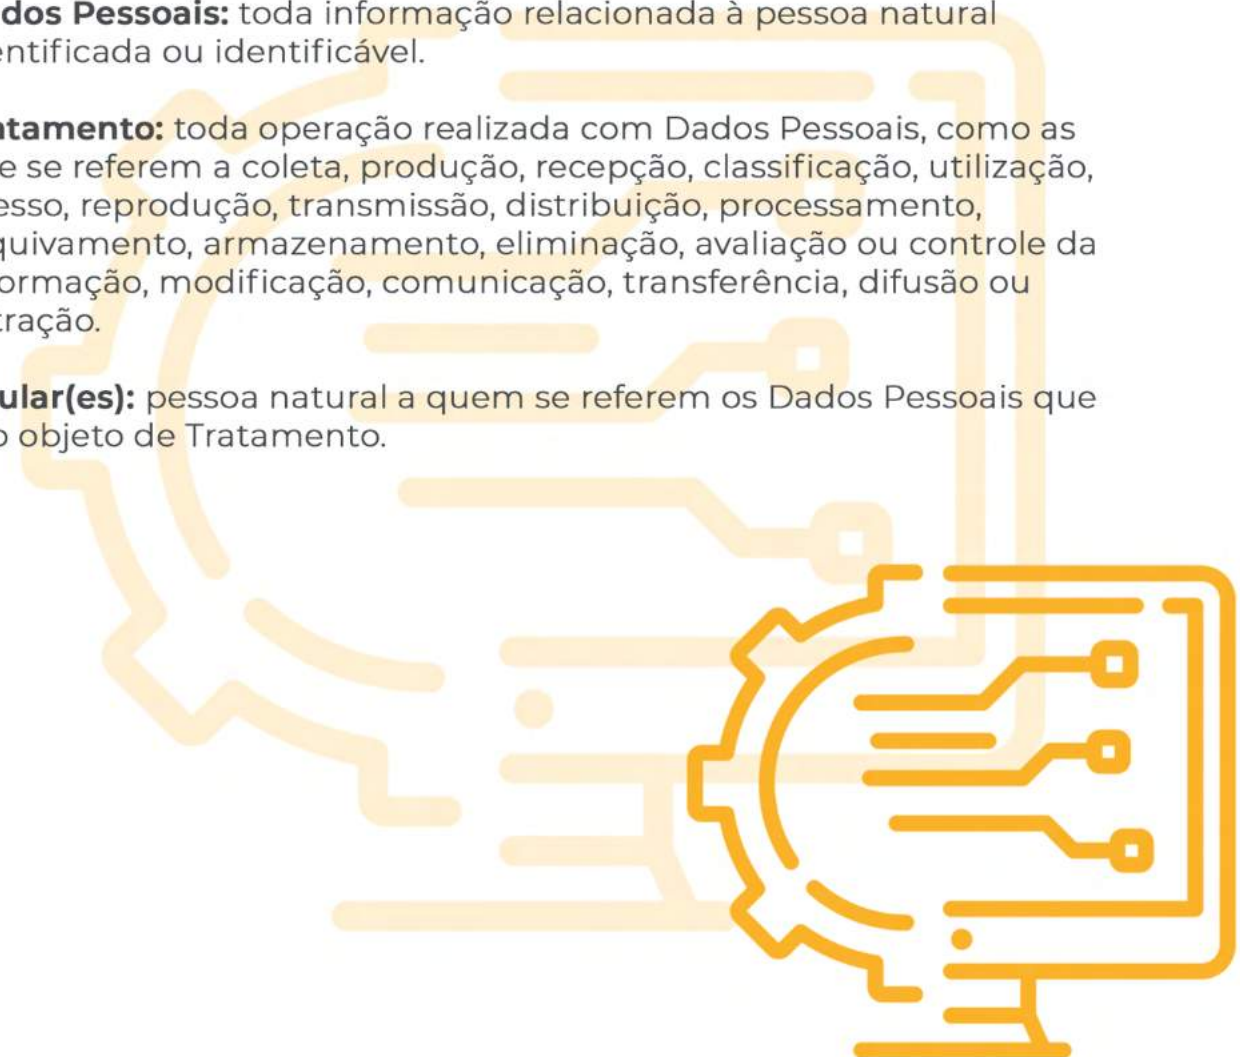 dos Pessoais: toda informação relacionada à pessoa natural
entificada ou identificável.
atamento: toda operação realizada com Dados Pessoais, como as
e se referem a coleta, produção, recepção, classificação, utilização,
esso, reprodução, transmissão, distribuição, processamento,
quivamento, armazenamento, eliminação, avaliação ou controle da
ormação, modificação, comunicação, transferência, difusão ou
tração.
ular(es): pessoa natural a quem se referem os Dados Pessoais que
o objeto de Tratamento.